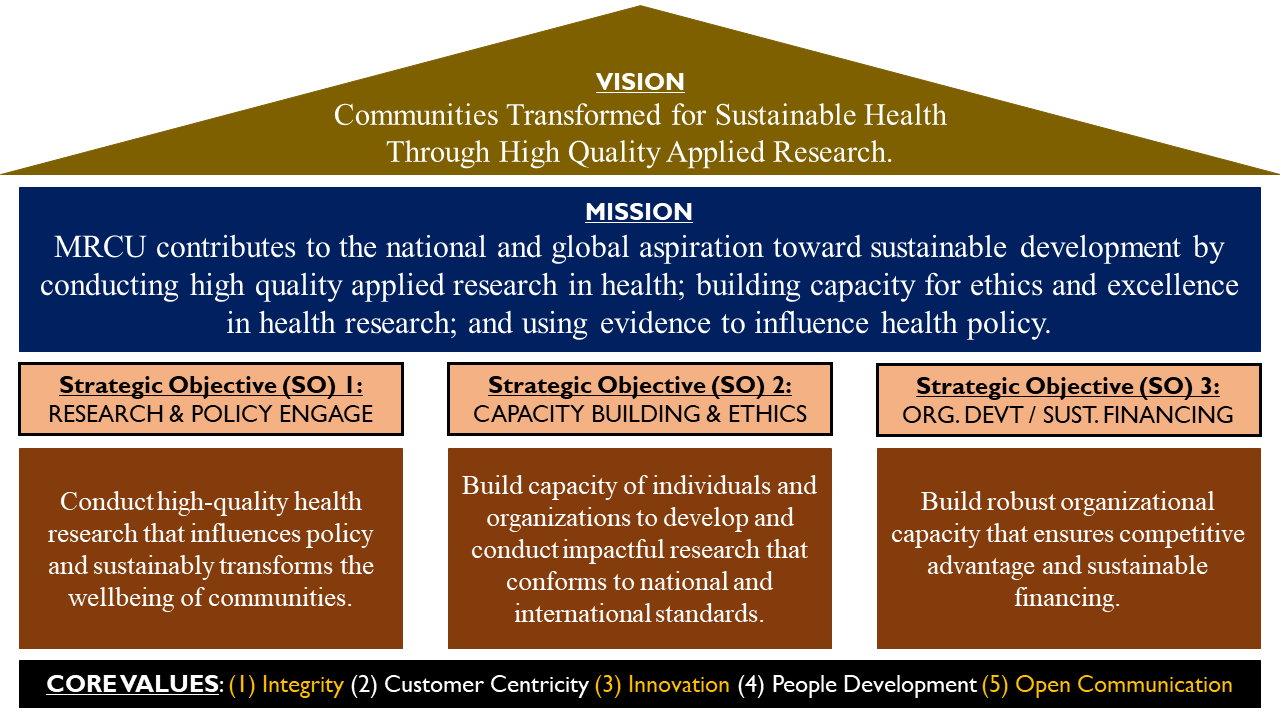 VISION
Communities Transformed for Sustainable Health
Through High Quality Applied Research.
MISSION
MRCU contributes to the national and global aspiration toward sustainable development by
conducting high quality applied research in health; building capacity for ethics and excellence
in health research; and using evidence to influence health policy.
Strategic Objective (SO) 1:
RESEARCH & POLICY ENGAGE
Conduct high-quality health
research that influences policy
and sustainably transforms the
wellbeing of communities.
Strategic Objective (SO) 2:
CAPACITY BUILDING & ETHICS
Build capacity of individuals and
organizations to develop and
conduct impactful research that
conforms to national and
international standards.
Strategic Objective (SO) 3:
ORG. DEVT / SUST. FINANCING
Build robust organizational
capacity that ensures competitive
advantage and sustainable
financing.
CORE VALUES: (1) Integrity (2) Customer Centricity (3) Innovation (4) People Development (5) Open Communication